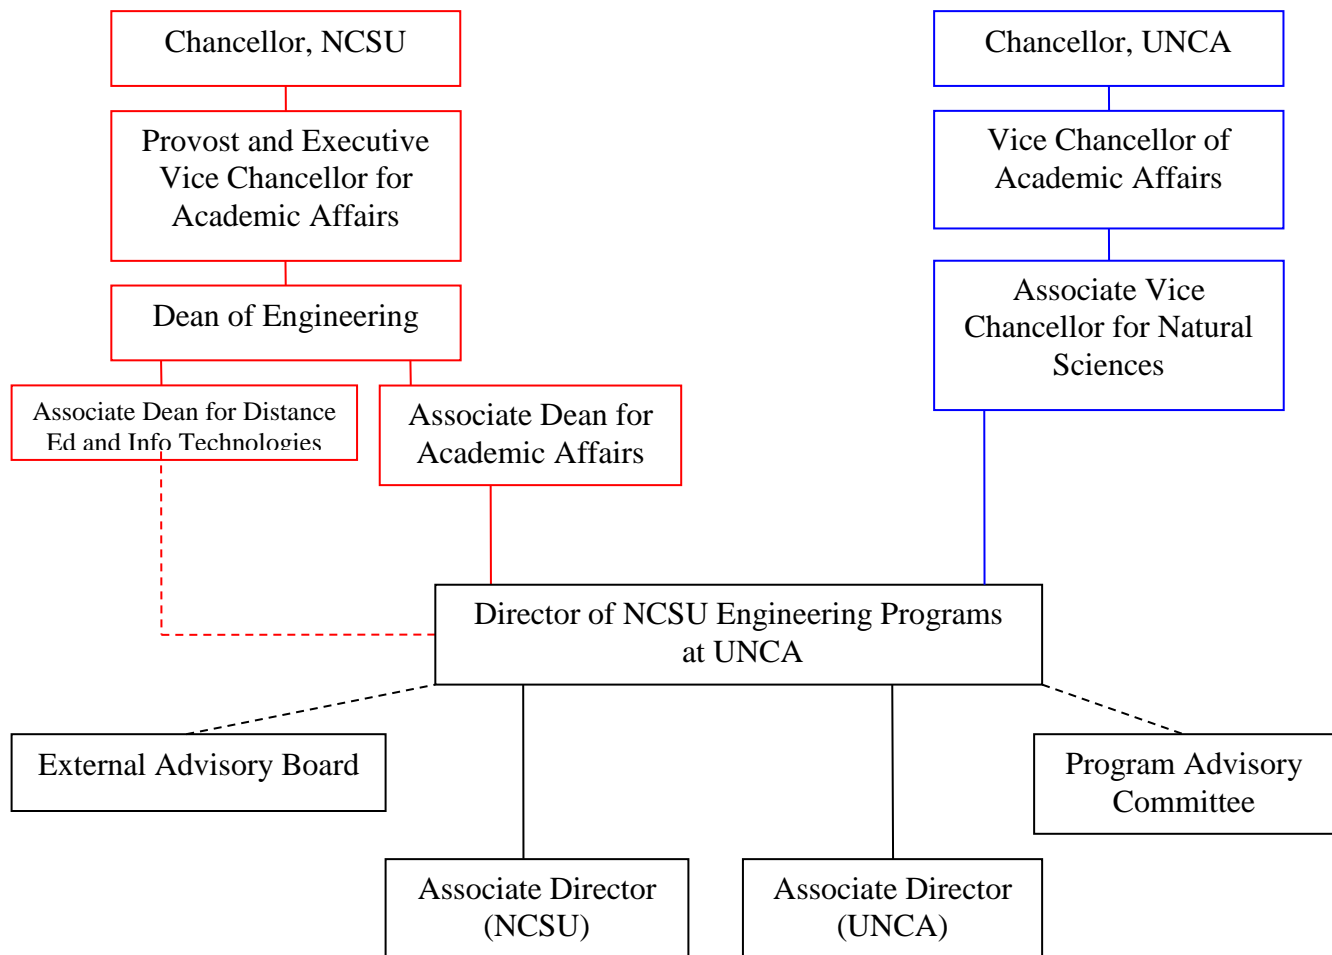 Chancellor, NCSU
Chancellor, UNCA
Provost and Executive
Vice Chancellor for
Academic Affairs
Vice Chancellor of
Academic Affairs
Dean of Engineering
Associate Vice
Chancellor for Natural
Sciences
Associate Dean for Distance
Ed and Info Technologies
Associate Dean for
Academic Affairs
Director of NCSU Engineering Programs
at UNCA
External Advisory Board
Program Advisory
Committee
Associate Director
(NCSU)
Associate Director
(UNCA)